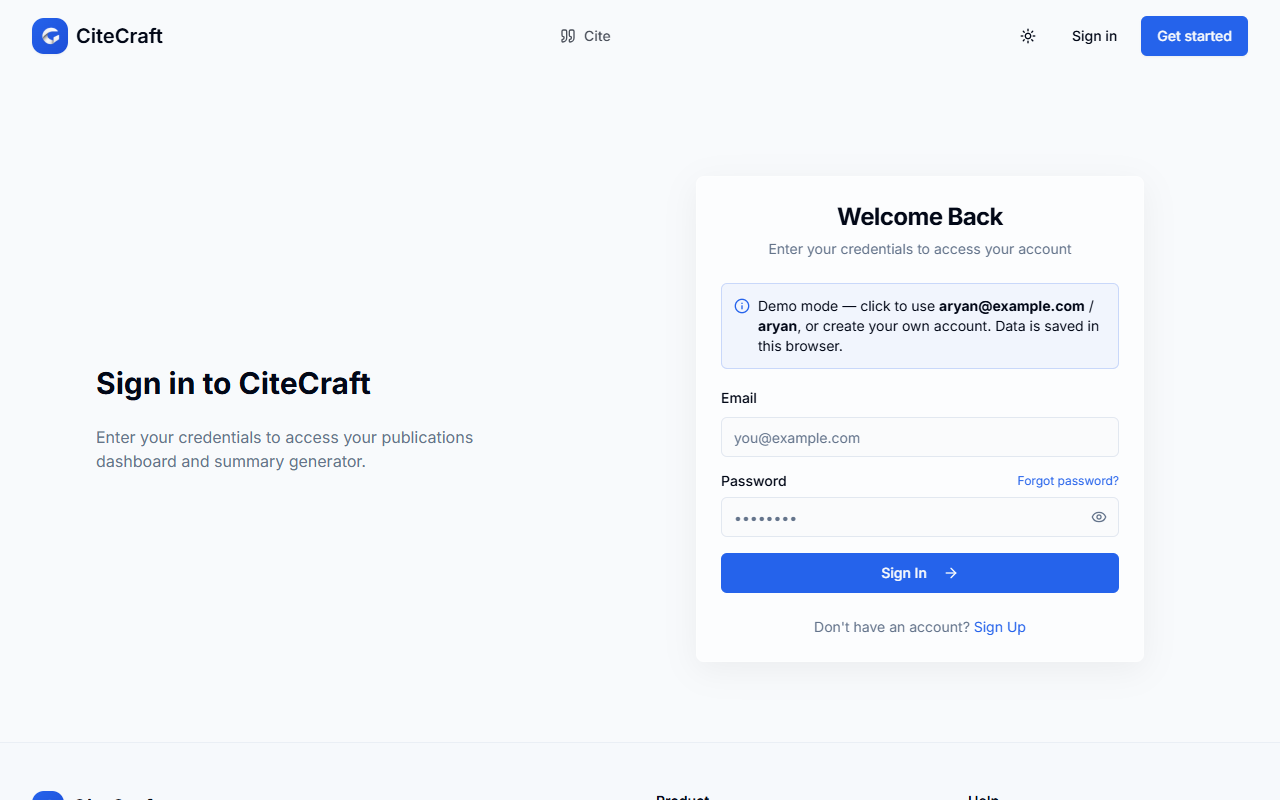 CiteCraft
Cite
Sign in
Get started
Sign in to CiteCraft
Enter your credentials to access your publications
dashboard and summary generator.
Welcome Back
Enter your credentials to access your account
Demo mode — click to use aryan@example.com /
aryan, or create your own account. Data is saved in
this browser.
Email
you@example.com
Password
Forgot password?
••••••••
Sign In
Don't have an account? Sign Up
CiteCraft
Product
Help